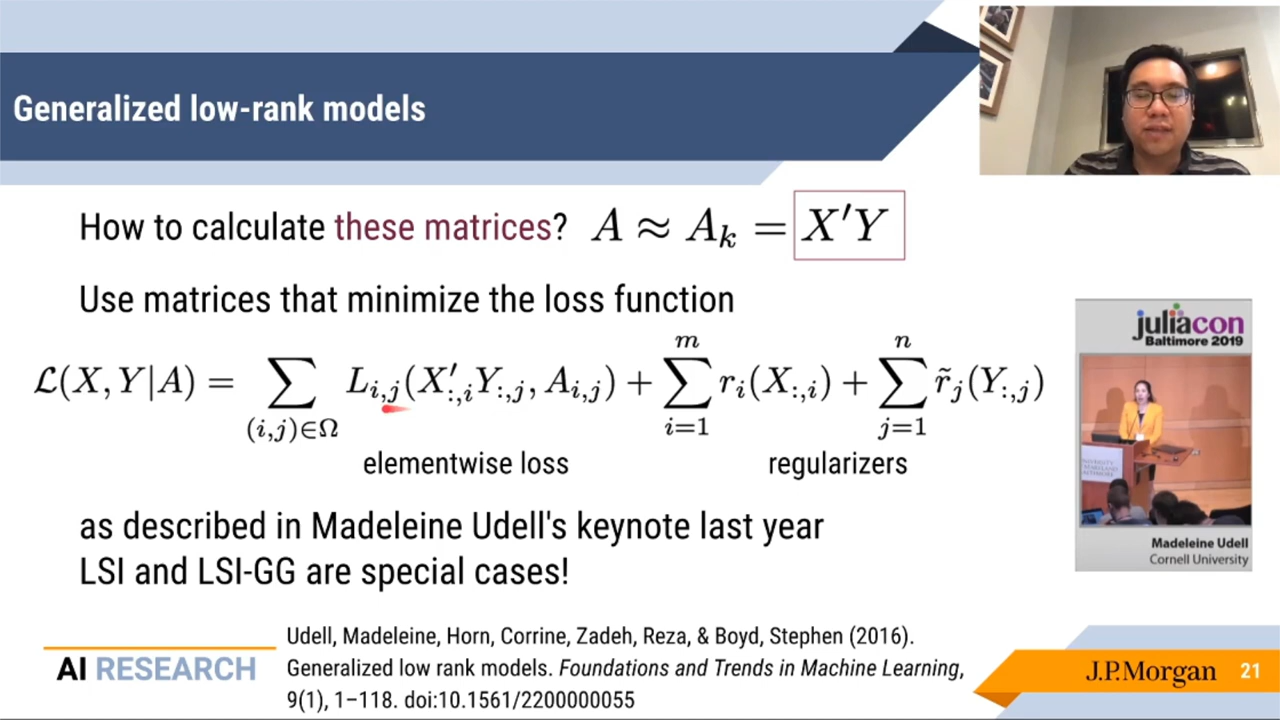 Generalized low-rank models
How to calculate these matrices? A ≈ A_k = X′Y
Use matrices that minimize the loss function
ℒ(X, Y|A) = ∑_{(i,j)∈Ω} L_{i,j}(X′_{:,i}Y_{:,j}, A_{i,j}) + ∑_{i=1}^{m} r_i(X_{:,i}) + ∑_{j=1}^{n} r̃_j(Y_{:,j})
elementwise loss
regularizers
as described in Madeleine Udell's keynote last year
LSI and LSI-GG are special cases!
juliacon
Baltimore 2019
Madeleine Udell
Cornell University
Udell, Madeleine, Horn, Corrine, Zadeh, Reza, & Boyd, Stephen (2016).
Generalized low rank models. Foundations and Trends in Machine Learning,
9(1), 1–118. doi:10.1561/2200000055
AI RESEARCH
J.P.Morgan
21